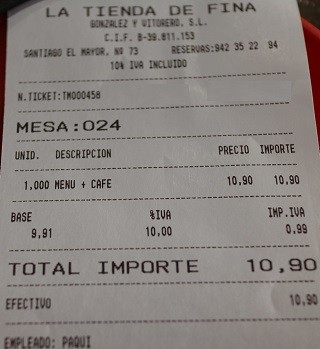 LA TIENDA DE FINA
GONZALEZ Y VITORERO, S.L.
C.I.F. B-39.811.153
SANTIAGO EL MAYOR, Nº 73 RESERVAS:942 35 22 94
10% IVA INCLUIDO
N.TICKET:TM000458
MESA:024
UNID. DESCRIPCION PRECIO IMPORTE
1.000 MENU + CAFE 10,90 10,90
BASE %IVA IMP.IVA
9,91 10,00 0,99
TOTAL IMPORTE 10,90
EFECTIVO 10,90
EMPLEADO: PAQUI